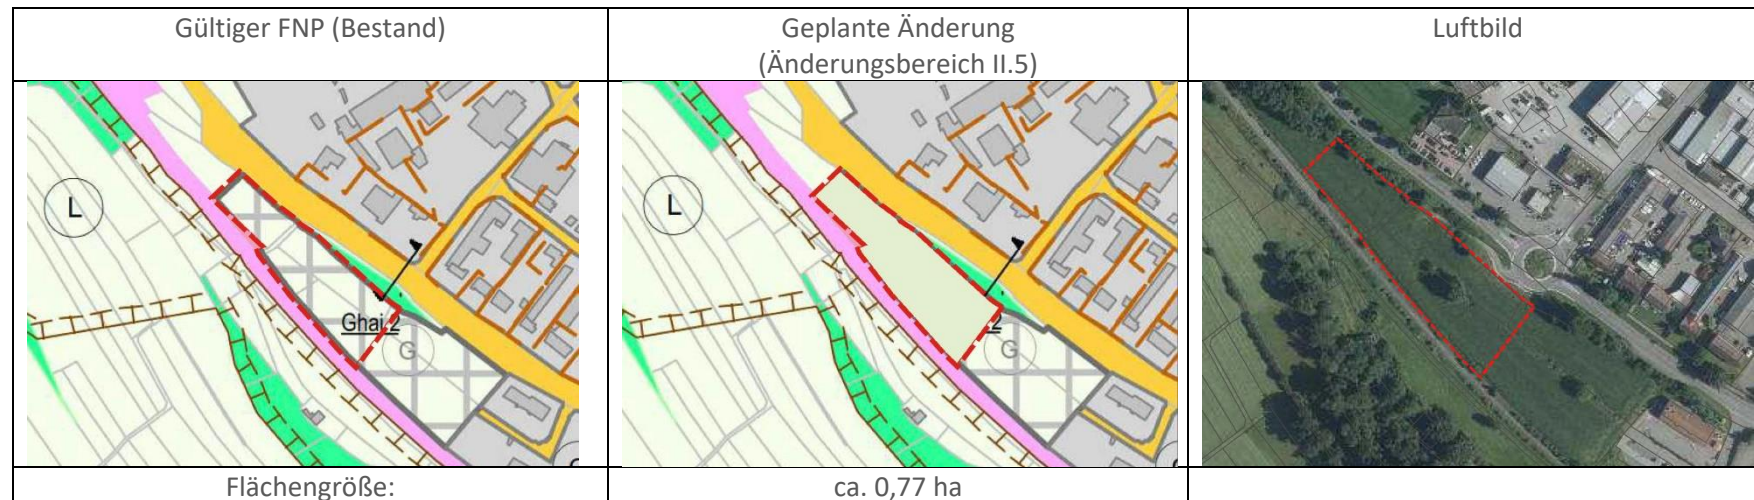 Gültiger FNP (Bestand)
Geplante Änderung
(Änderungsbereich II.5)
Luftbild
L
Ghai 2
G
L
2
G
Flächengröße:
ca. 0,77 ha